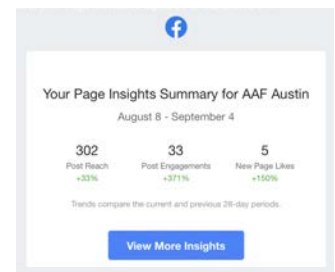 Your Page Insights Summary for AAF Austin
August 8 - September 4
302 33 5
Post Reach Post Engagements New Page Likes
+33% +371% +150%
Trends compare the current and previous 28-day periods.
View More Insights